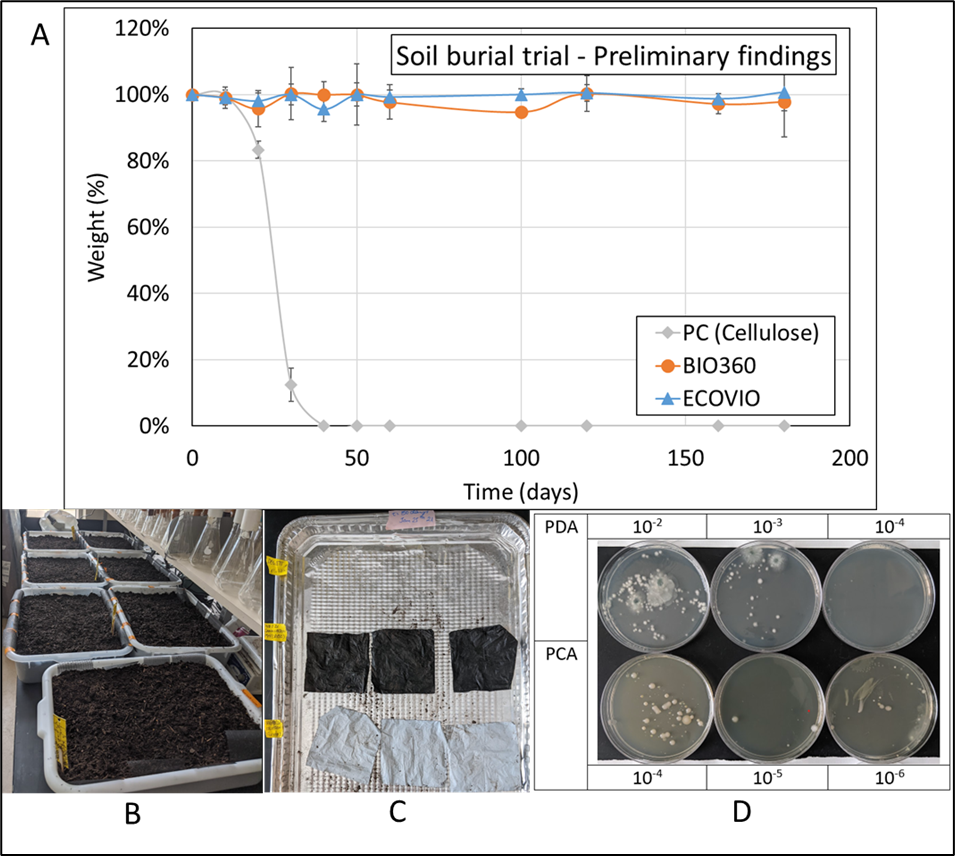 A
Soil burial trial - Preliminary findings
120%
100%
80%
60%
40%
20%
0%
Weight (%)
PC (Cellulose)
BIO360
ECOVIO
0
50
100
150
200
Time (days)
PDA
10-2
10-3
10-4
PCA
10-4
10-5
10-6
B
C
D